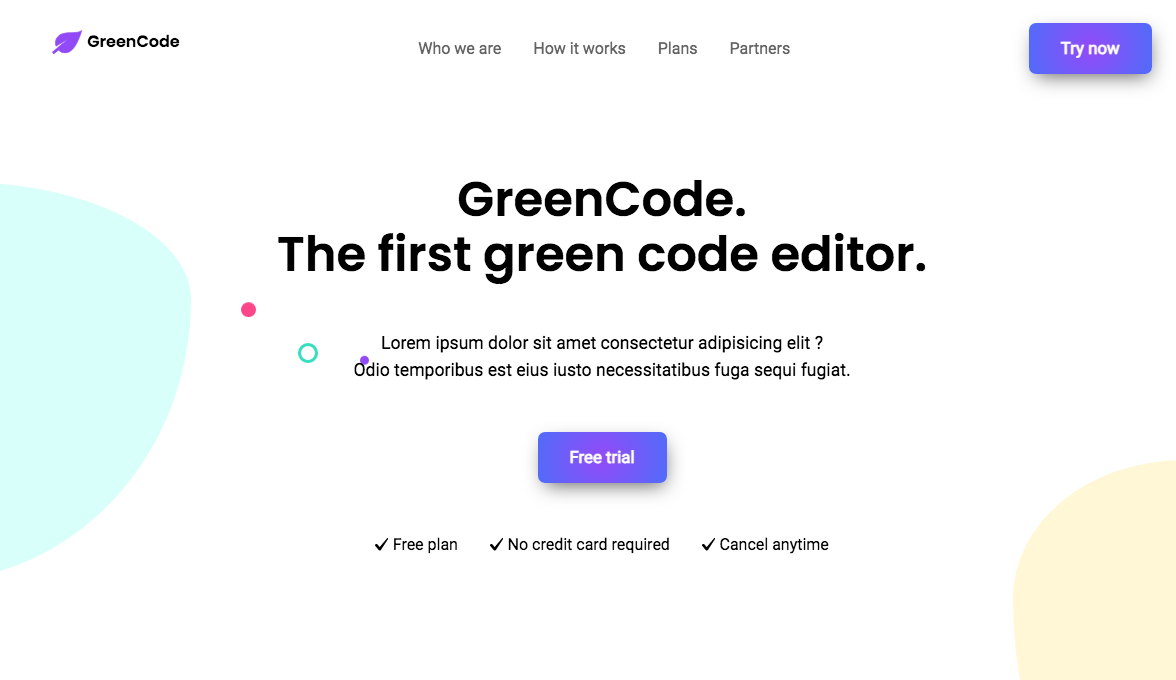 GreenCode
Who we are
How it works
Plans
Partners
Try now
GreenCode.
The first green code editor.
Lorem ipsum dolor sit amet consectetur adipisicing elit ?
Odio temporibus est eius iusto necessitatibus fuga sequi fugiat.
Free trial
Free plan
No credit card required
Cancel anytime